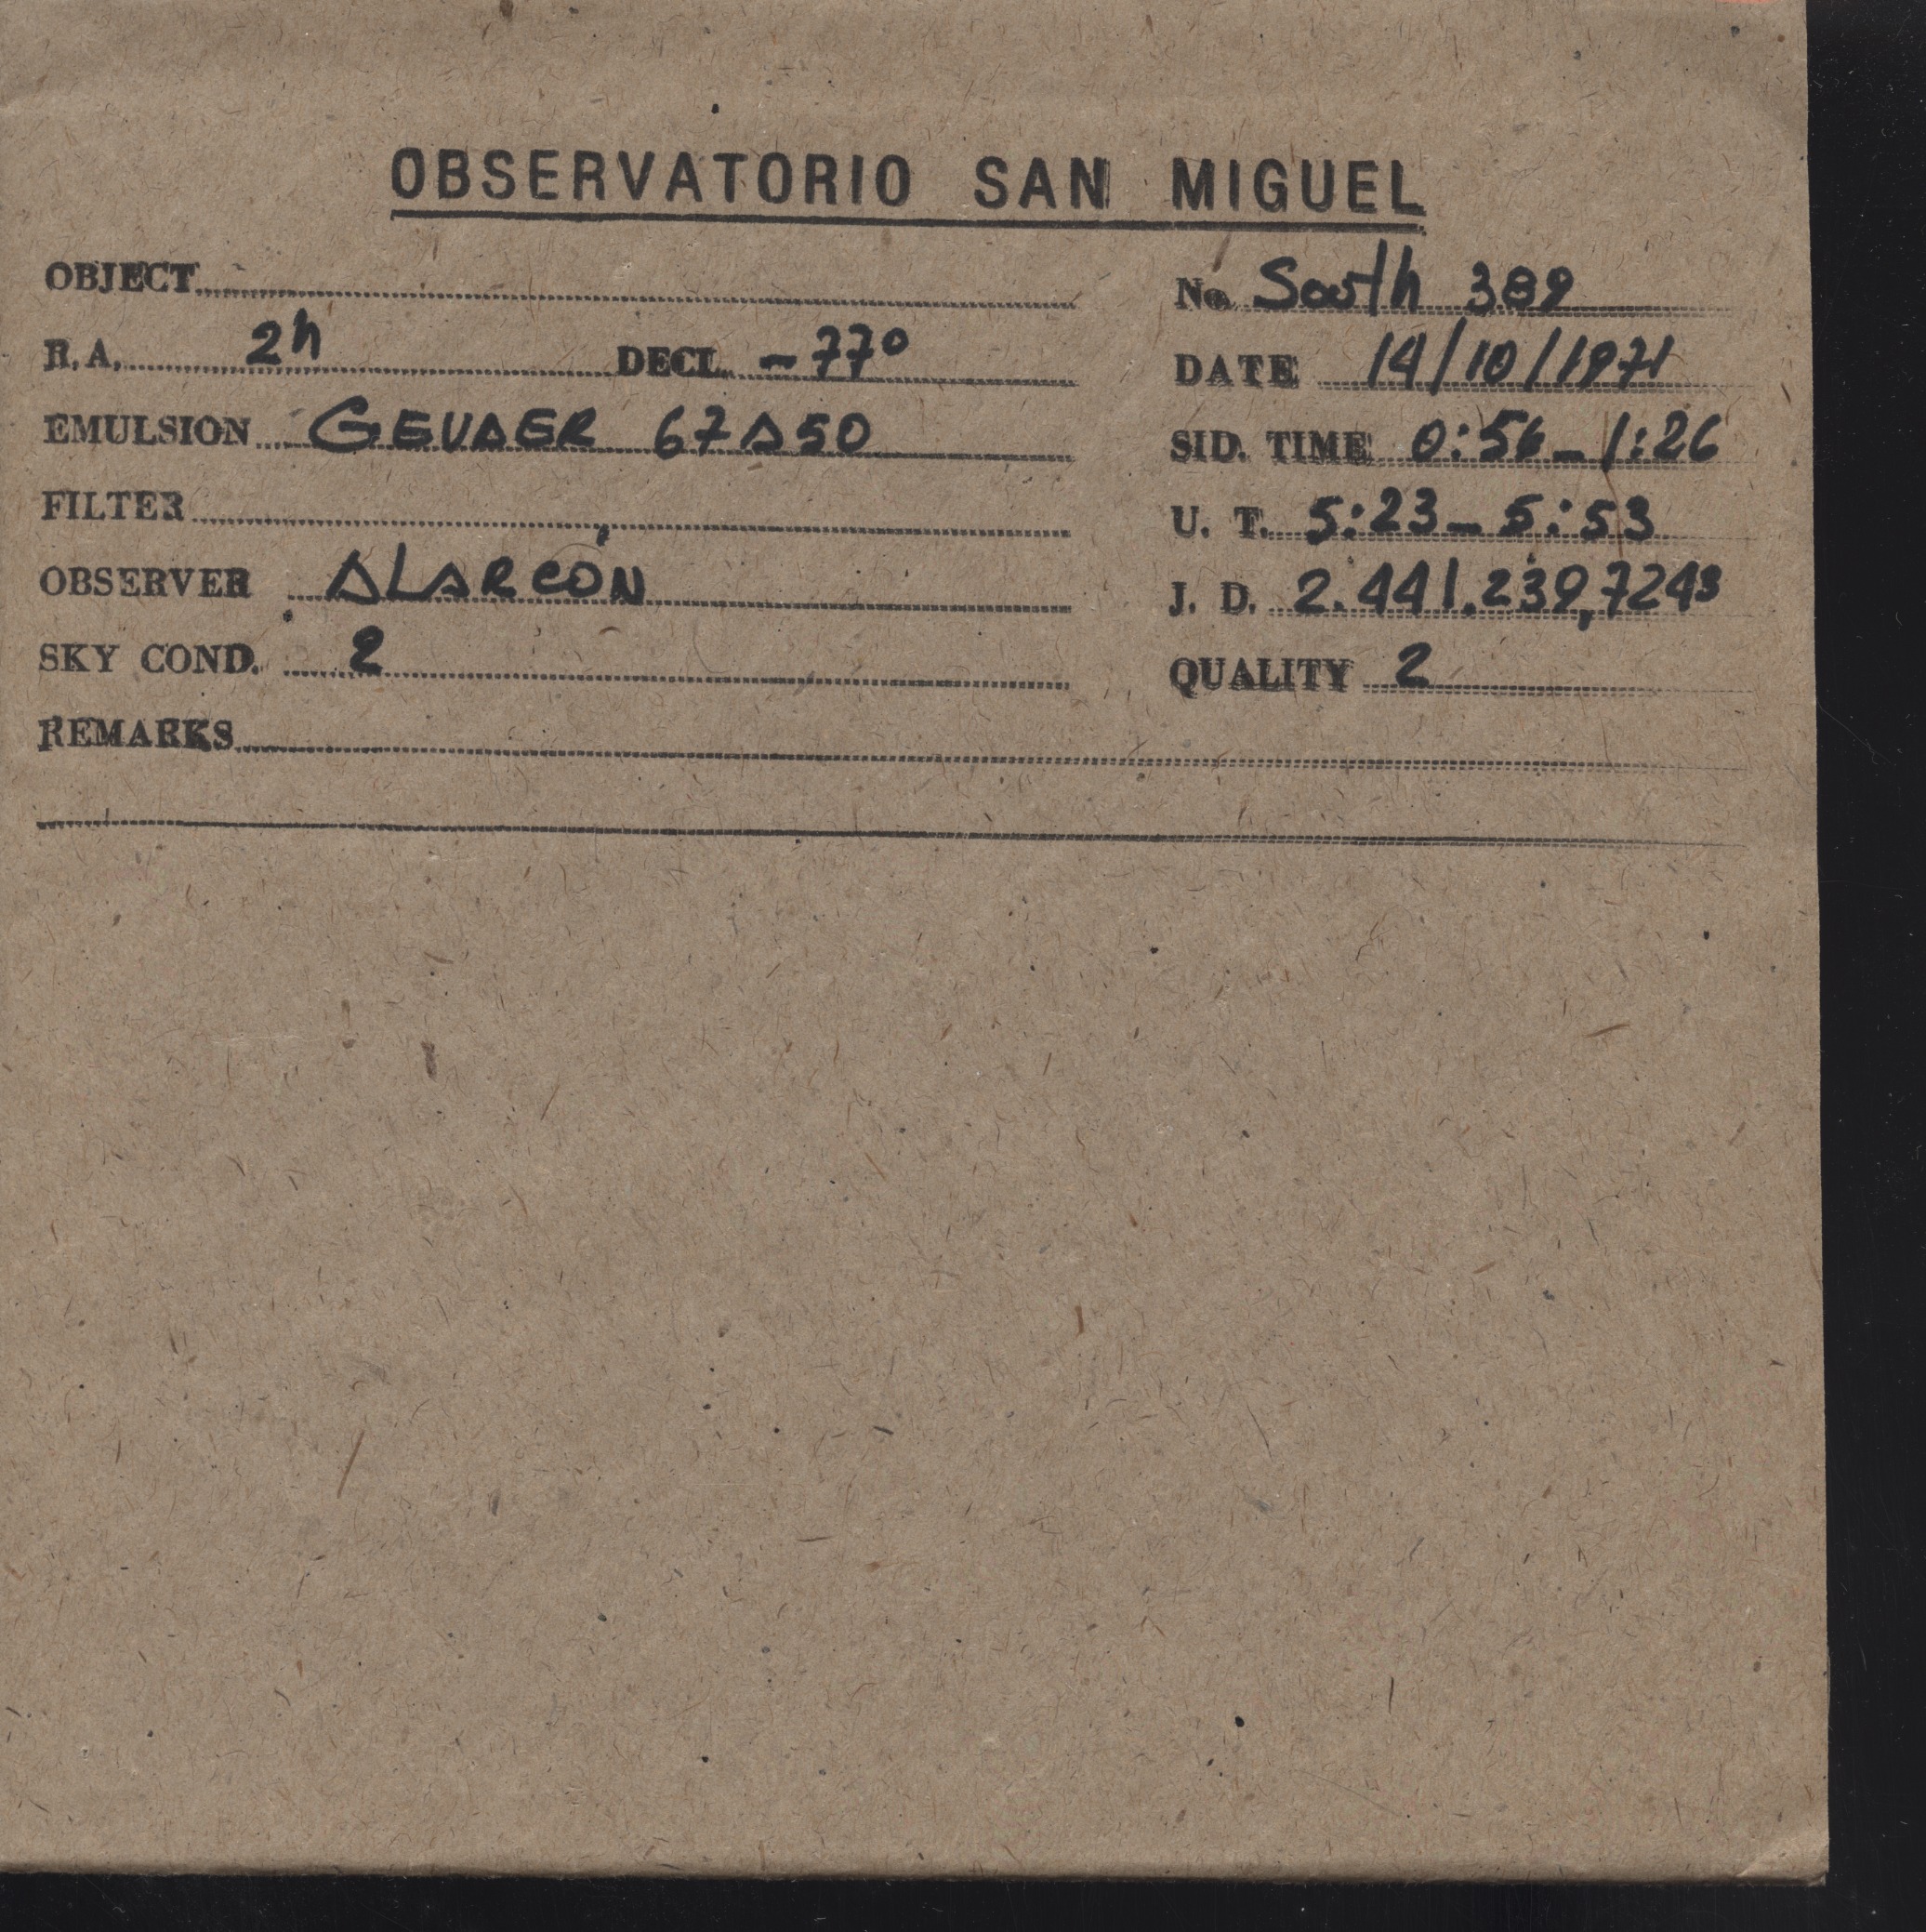 OBSERVATORIO SAN MIGUEL
OBJECT
No. South 389
R.A. 2h DECL. -77°
DATE 14/10/1971
EMULSION GEVAER 67A50
SID. TIME 0:56-1:26
FILTER
U. T. 5:23-5:53
OBSERVER ALARCÓN
J. D. 2.441.239,7243
SKY COND. 2
QUALITY 2
REMARKS